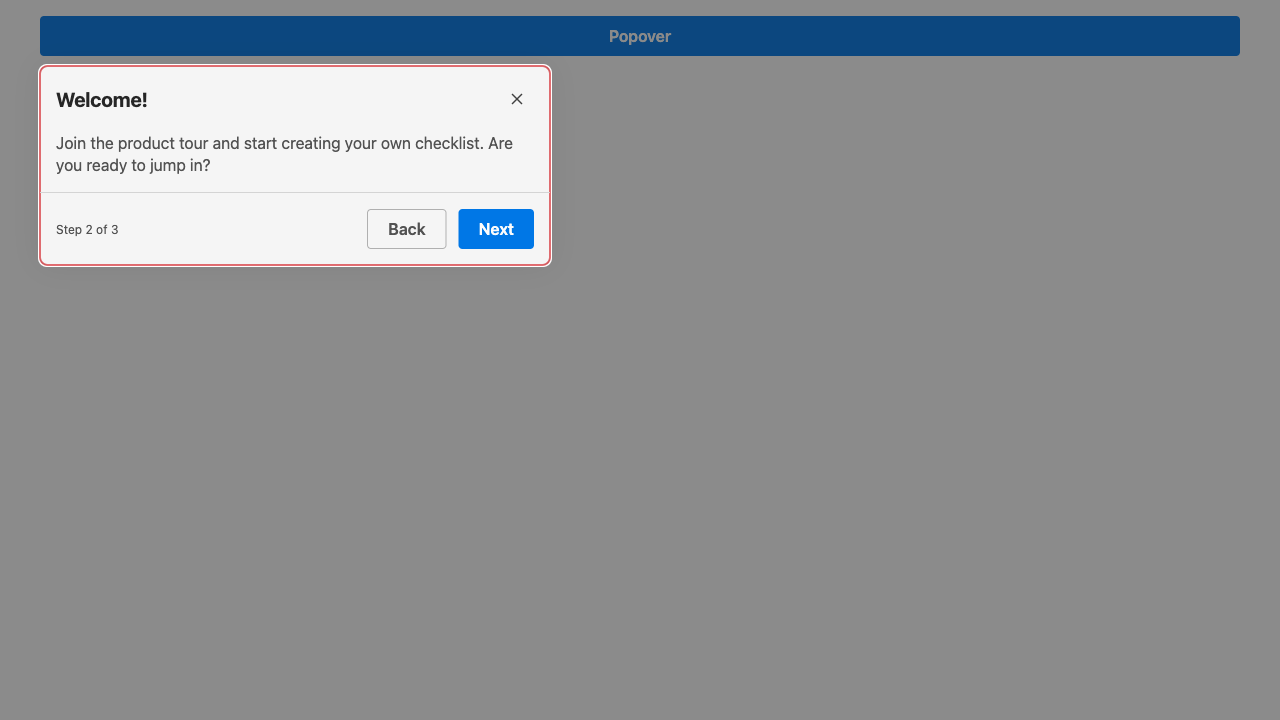 Popover
Welcome!
Join the product tour and start creating your own checklist. Are
you ready to jump in?
Step 2 of 3
Back
Next